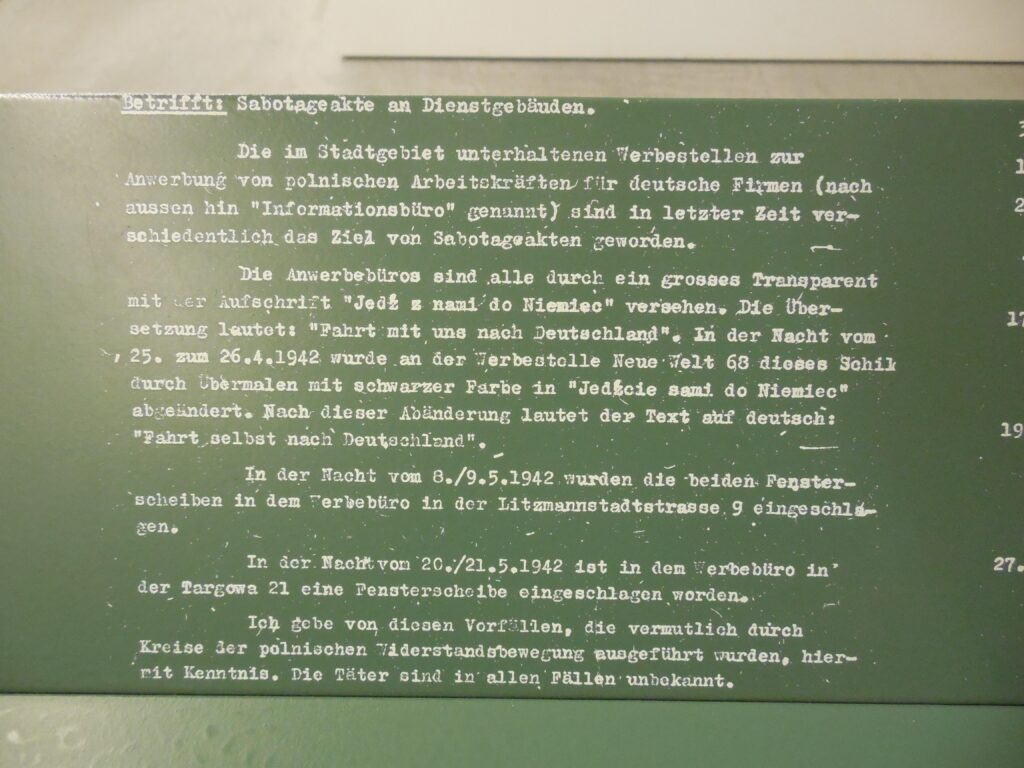 Betrifft: Sabotageakte an Dienstgebäuden.
Die im Stadtgebiet unterhaltenen Werbestellen zur
Anwerbung von polnischen Arbeitskräften für deutsche Firmen (nach
aussen hin "Informationsbüro" genannt) sind in letzter Zeit ver-
schiedentlich das Ziel von Sabotageakten geworden.
Die Anwerbebüros sind alle durch ein grosses Transparent
mit der Aufschrift "Jedź z nami do Niemiec" versehen. Die Über-
setzung lautet: "Fahrt mit uns nach Deutschland". In der Nacht vom
25. zum 26.4.1942 wurde an der Werbestelle Neue Welt 68 dieses Schil
durch Übermalen mit schwarzer Farbe in "Jedźcie sami do Niemiec"
abgeändert. Nach dieser Abänderung lautet der Text auf deutsch:
"Fahrt selbst nach Deutschland".
In der Nacht vom 8./9.5.1942 wurden die beiden Fenster-
scheiben in dem Werbebüro in der Litzmannstadtstrasse 9 eingeschla-
gen.
In der Nacht vom 20./21.5.1942 ist in dem Werbebüro in
der Targowa 21 eine Fensterscheibe eingeschlagen worden.
Ich gebe von diesen Vorfällen, die vermutlich durch
Kreise der polnischen Widerstandsbewegung ausgeführt wurden, hier-
mit Kenntnis. Die Täter sind in allen Fällen unbekannt.
17
19
27.